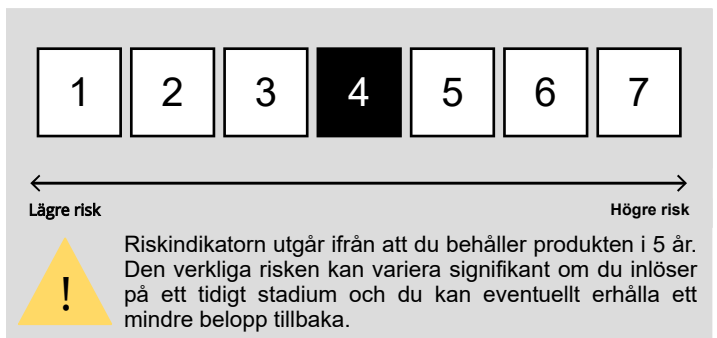 1 2 3 4 5 6 7
Lägre risk Högre risk
Riskindikatorn utgår ifrån att du behåller produkten i 5 år.
Den verkliga risken kan variera signifikant om du inlöser
på ett tidigt stadium och du kan eventuellt erhålla ett
mindre belopp tillbaka.
!